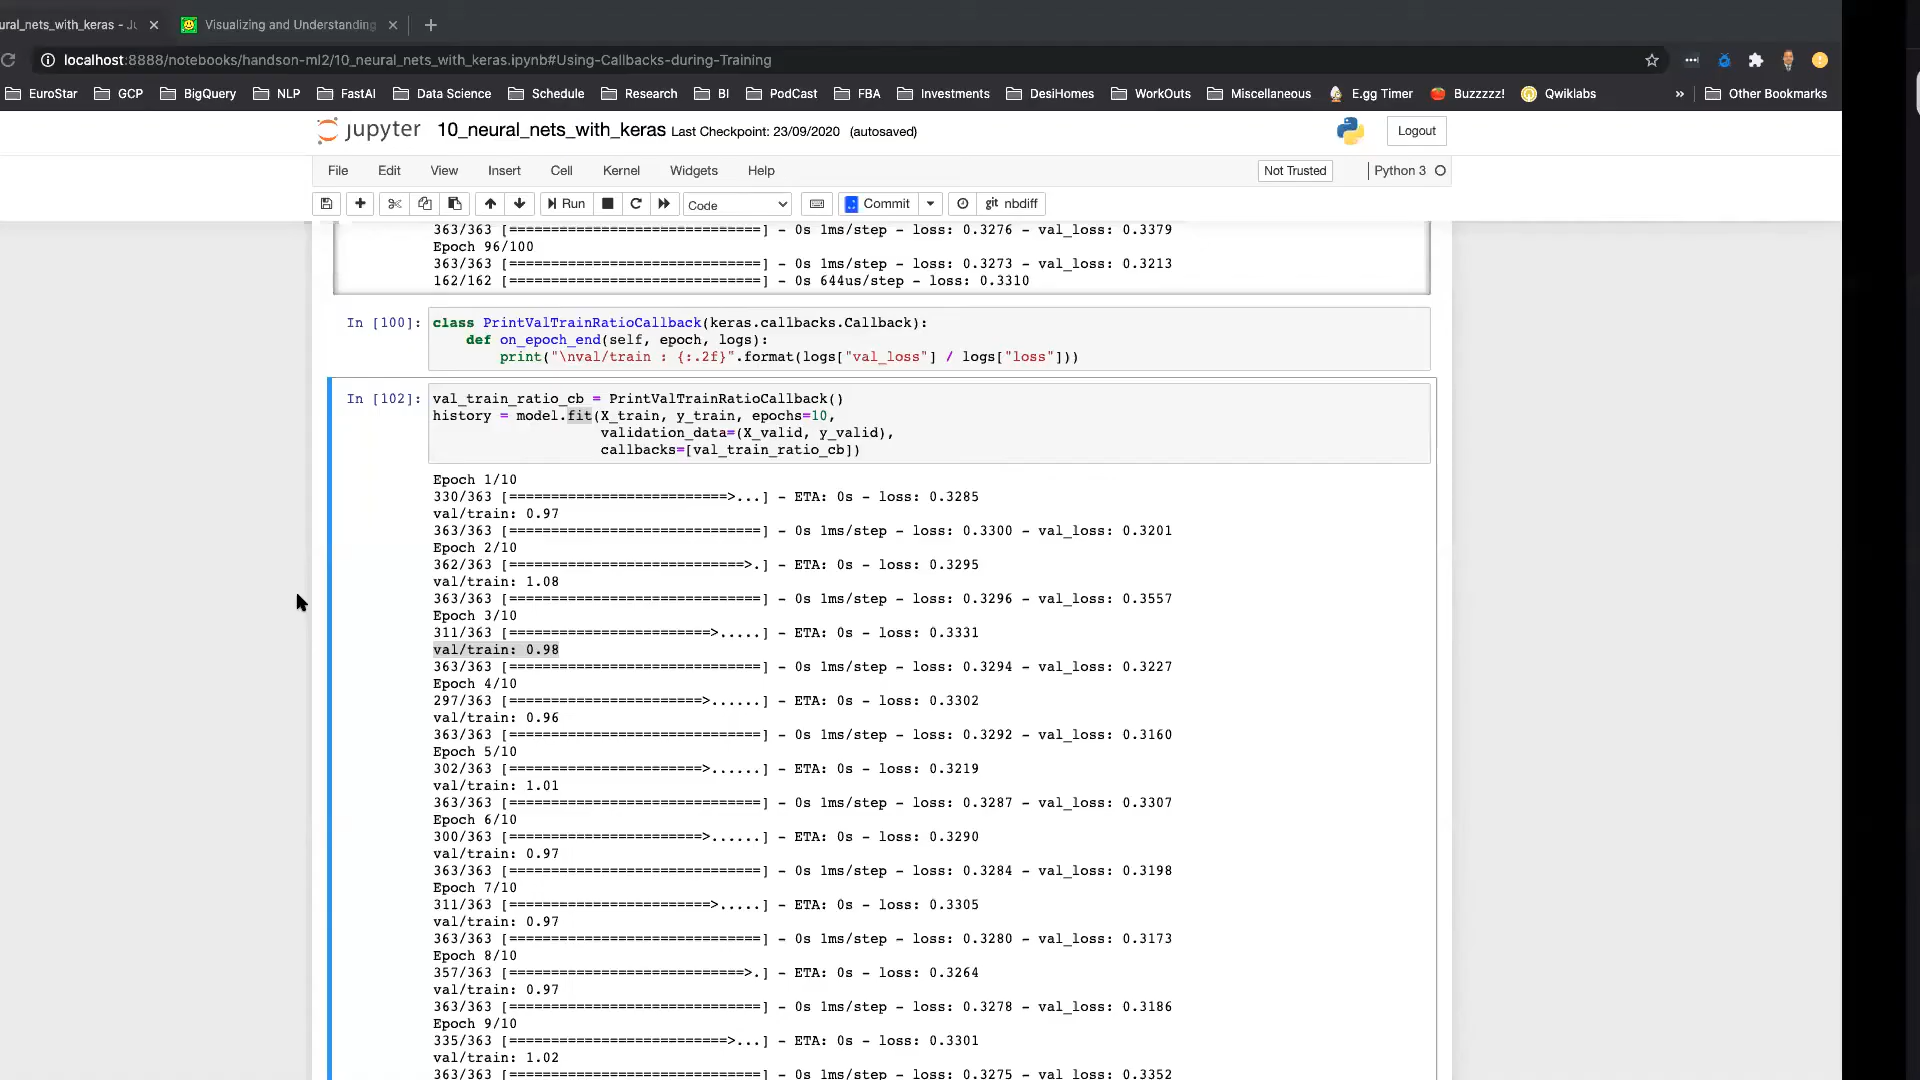 ural_nets_with_keras - Ju
Visualizing and Understanding
localhost:8888/notebooks/handson-ml2/10_neural_nets_with_keras.ipynb#Using-Callbacks-during-Training
EuroStar GCP BigQuery NLP FastAI Data Science Schedule Research BI PodCast FBA Investments DesiHomes WorkOuts Miscellaneous E.gg Timer Buzzzz! Qwiklabs » Other Bookmarks
jupyter 10_neural_nets_with_keras Last Checkpoint: 23/09/2020 (autosaved) Logout
File Edit View Insert Cell Kernel Widgets Help Not Trusted Python 3
Run Code Commit git nbdiff
363/363 [==============================] - 0s 1ms/step - loss: 0.3276 - val_loss: 0.3379
Epoch 96/100
363/363 [==============================] - 0s 1ms/step - loss: 0.3273 - val_loss: 0.3213
162/162 [==============================] - 0s 644us/step - loss: 0.3310
In [100]: class PrintValTrainRatioCallback(keras.callbacks.Callback):
def on_epoch_end(self, epoch, logs):
print("\nval/train : {:.2f}".format(logs["val_loss"] / logs["loss"]))
In [102]: val_train_ratio_cb = PrintValTrainRatioCallback()
history = model.fit(X_train, y_train, epochs=10,
validation_data=(X_valid, y_valid),
callbacks=[val_train_ratio_cb])
Epoch 1/10
330/363 [==========================>...] - ETA: 0s - loss: 0.3285
val/train: 0.97
363/363 [==============================] - 0s 1ms/step - loss: 0.3300 - val_loss: 0.3201
Epoch 2/10
362/363 [============================>.] - ETA: 0s - loss: 0.3295
val/train: 1.08
363/363 [==============================] - 0s 1ms/step - loss: 0.3296 - val_loss: 0.3557
Epoch 3/10
311/363 [========================>.....] - ETA: 0s - loss: 0.3331
val/train: 0.98
363/363 [==============================] - 0s 1ms/step - loss: 0.3294 - val_loss: 0.3227
Epoch 4/10
297/363 [=======================>......] - ETA: 0s - loss: 0.3302
val/train: 0.96
363/363 [==============================] - 0s 1ms/step - loss: 0.3292 - val_loss: 0.3160
Epoch 5/10
302/363 [=======================>......] - ETA: 0s - loss: 0.3219
val/train: 1.01
363/363 [==============================] - 0s 1ms/step - loss: 0.3287 - val_loss: 0.3307
Epoch 6/10
300/363 [=======================>......] - ETA: 0s - loss: 0.3290
val/train: 0.97
363/363 [==============================] - 0s 1ms/step - loss: 0.3284 - val_loss: 0.3198
Epoch 7/10
311/363 [========================>.....] - ETA: 0s - loss: 0.3305
val/train: 0.97
363/363 [==============================] - 0s 1ms/step - loss: 0.3280 - val_loss: 0.3173
Epoch 8/10
357/363 [============================>.] - ETA: 0s - loss: 0.3264
val/train: 0.97
363/363 [==============================] - 0s 1ms/step - loss: 0.3278 - val_loss: 0.3186
Epoch 9/10
335/363 [==========================>...] - ETA: 0s - loss: 0.3301
val/train: 1.02
363/363 [==============================] - 0s 1ms/step - loss: 0.3275 - val_loss: 0.3352